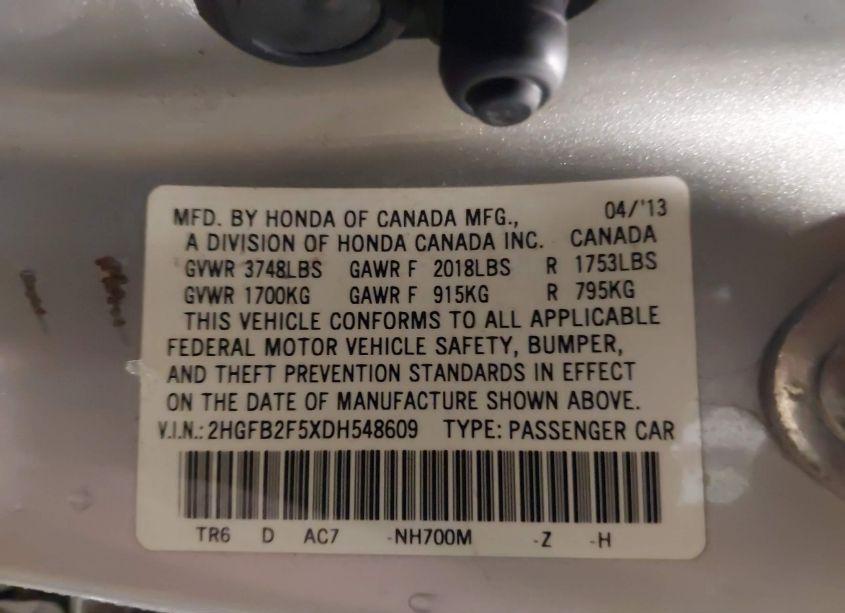 MFD. BY HONDA OF CANADA MFG., 04/'13
A DIVISION OF HONDA CANADA INC. CANADA
GVWR 3748LBS GAWR F 2018LBS R 1753LBS
GVWR 1700KG GAWR F 915KG R 795KG
THIS VEHICLE CONFORMS TO ALL APPLICABLE
FEDERAL MOTOR VEHICLE SAFETY, BUMPER,
AND THEFT PREVENTION STANDARDS IN EFFECT
ON THE DATE OF MANUFACTURE SHOWN ABOVE.
V.I.N.: 2HGFB2F5XDH548609 TYPE: PASSENGER CAR
TR6 D AC7 -NH700M -Z -H